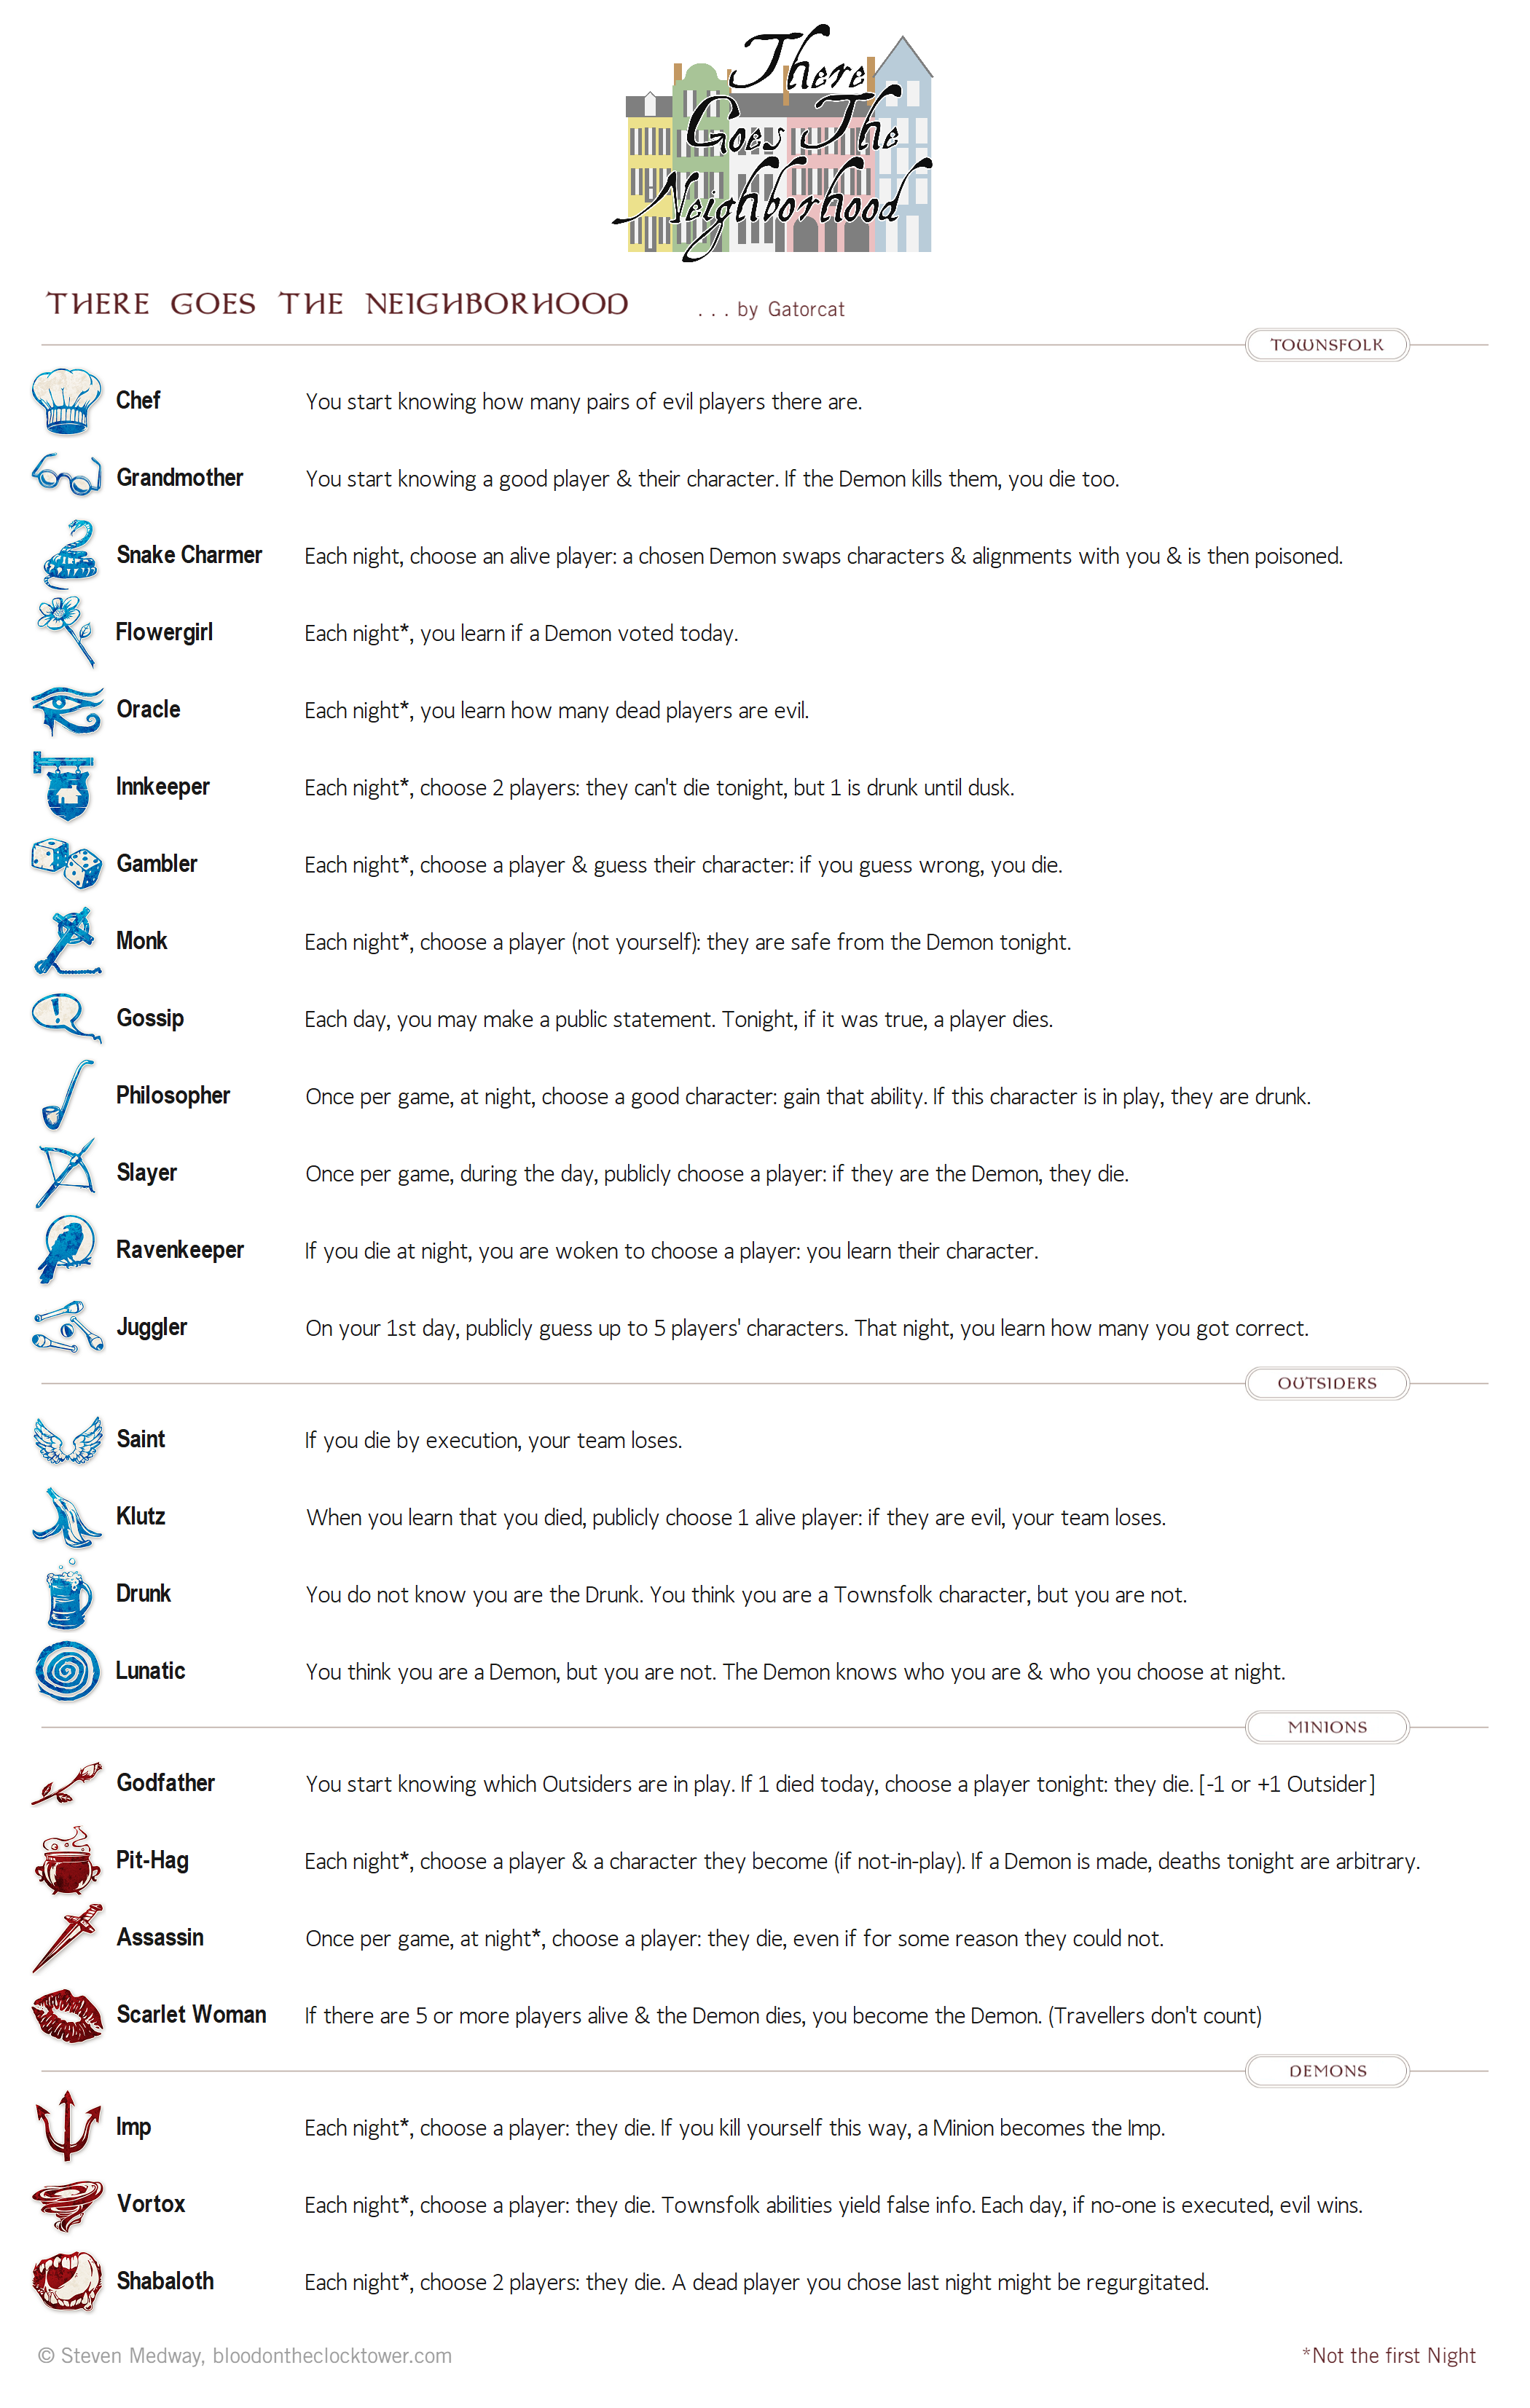 There
Goes The
Neighborhood
THERE GOES THE NEIGHBORHOOD . . . by Gatorcat
TOWNSFOLK
Chef You start knowing how many pairs of evil players there are.
Grandmother You start knowing a good player & their character. If the Demon kills them, you die too.
Snake Charmer Each night, choose an alive player: a chosen Demon swaps characters & alignments with you & is then poisoned.
Flowergirl Each night*, you learn if a Demon voted today.
Oracle Each night*, you learn how many dead players are evil.
Innkeeper Each night*, choose 2 players: they can't die tonight, but 1 is drunk until dusk.
Gambler Each night*, choose a player & guess their character: if you guess wrong, you die.
Monk Each night*, choose a player (not yourself): they are safe from the Demon tonight.
Gossip Each day, you may make a public statement. Tonight, if it was true, a player dies.
Philosopher Once per game, at night, choose a good character: gain that ability. If this character is in play, they are drunk.
Slayer Once per game, during the day, publicly choose a player: if they are the Demon, they die.
Ravenkeeper If you die at night, you are woken to choose a player: you learn their character.
Juggler On your 1st day, publicly guess up to 5 players' characters. That night, you learn how many you got correct.
OUTSIDERS
Saint If you die by execution, your team loses.
Klutz When you learn that you died, publicly choose 1 alive player: if they are evil, your team loses.
Drunk You do not know you are the Drunk. You think you are a Townsfolk character, but you are not.
Lunatic You think you are a Demon, but you are not. The Demon knows who you are & who you choose at night.
MINIONS
Godfather You start knowing which Outsiders are in play. If 1 died today, choose a player tonight: they die. [-1 or +1 Outsider]
Pit-Hag Each night*, choose a player & a character they become (if not-in-play). If a Demon is made, deaths tonight are arbitrary.
Assassin Once per game, at night*, choose a player: they die, even if for some reason they could not.
Scarlet Woman If there are 5 or more players alive & the Demon dies, you become the Demon. (Travellers don't count)
DEMONS
Imp Each night*, choose a player: they die. If you kill yourself this way, a Minion becomes the Imp.
Vortox Each night*, choose a player: they die. Townsfolk abilities yield false info. Each day, if no-one is executed, evil wins.
Shabaloth Each night*, choose 2 players: they die. A dead player you chose last night might be regurgitated.
© Steven Medway, bloodontheclocktower.com *Not the first Night